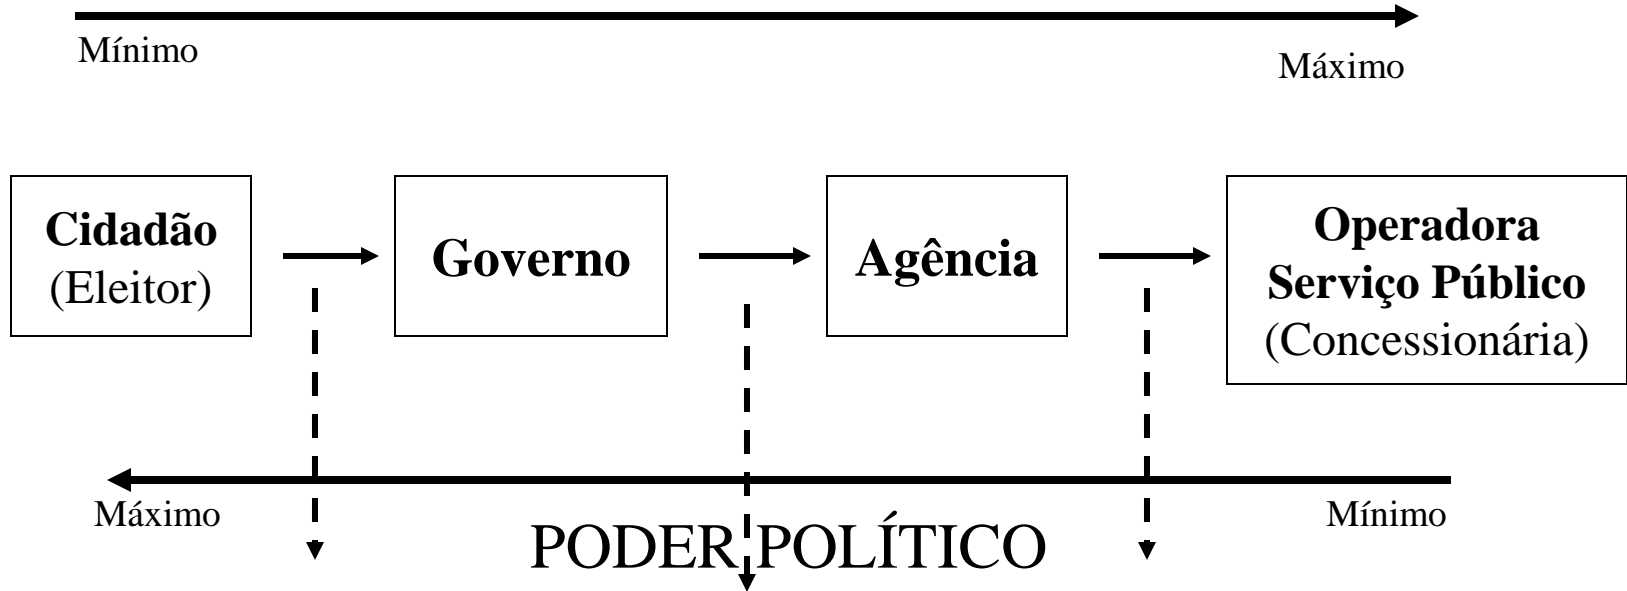 Mínimo
Máximo
Cidadão
(Eleitor)
Governo
Agência
Operadora
Serviço Público
(Concessionária)
Máximo
Mínimo
PODER POLÍTICO